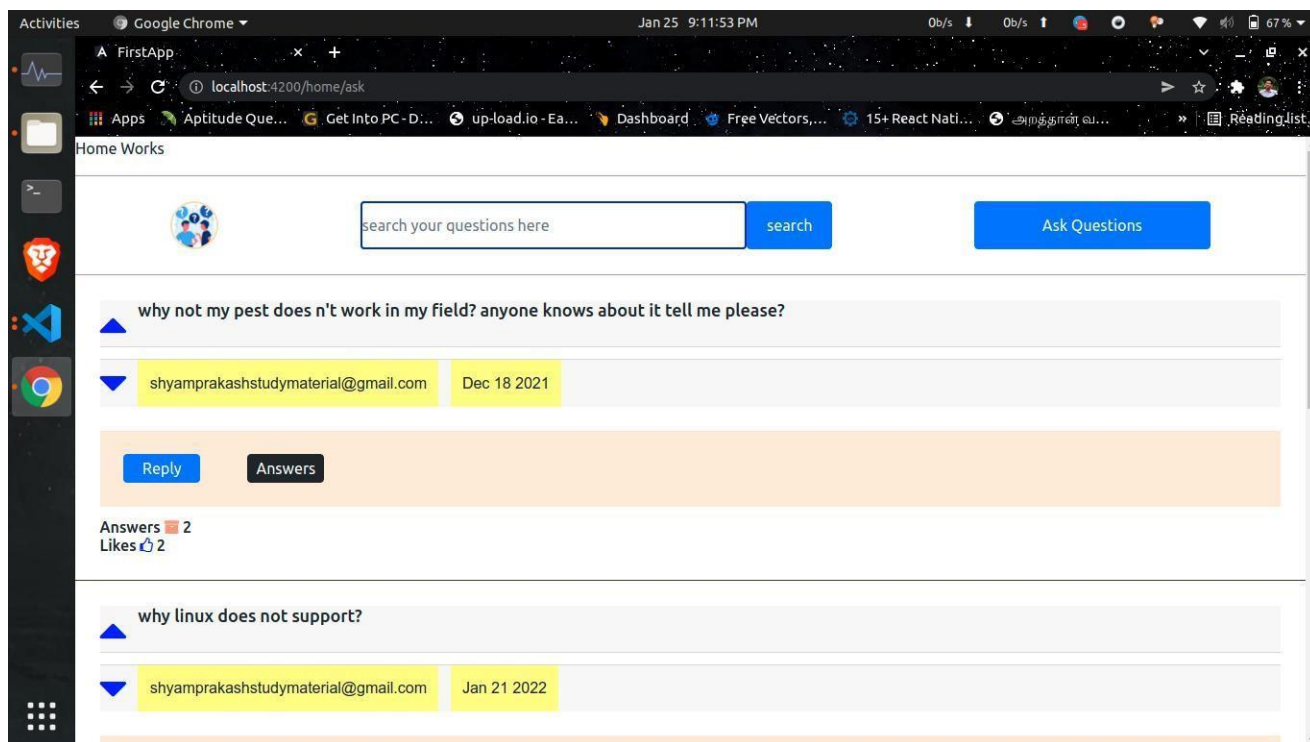 Activities Google Chrome Jan 25 9:11:53 PM 0b/s 0b/s 67 %
A FirstApp
localhost:4200/home/ask
Apps Aptitude Que... G Get Into PC - D... up-load.io - Ea... Dashboard Free Vectors,... 15+ React Nati... அறத்தான் வ... » Reading list
Home Works
search your questions here search Ask Questions
why not my pest does n't work in my field? anyone knows about it tell me please?
shyamprakashstudymaterial@gmail.com Dec 18 2021
Reply Answers
Answers 2
Likes 2
why linux does not support?
shyamprakashstudymaterial@gmail.com Jan 21 2022